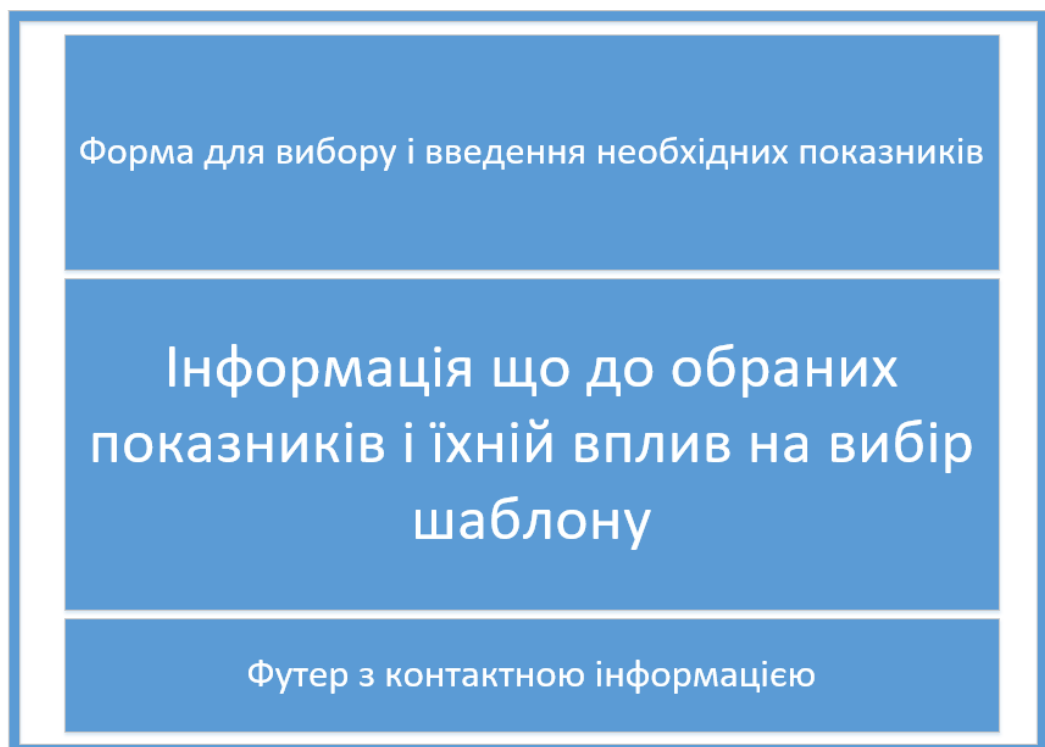 Форма для вибору і введення необхідних показників
Інформація що до обраних
показників і їхній вплив на вибір
шаблону
Футер з контактною інформацією